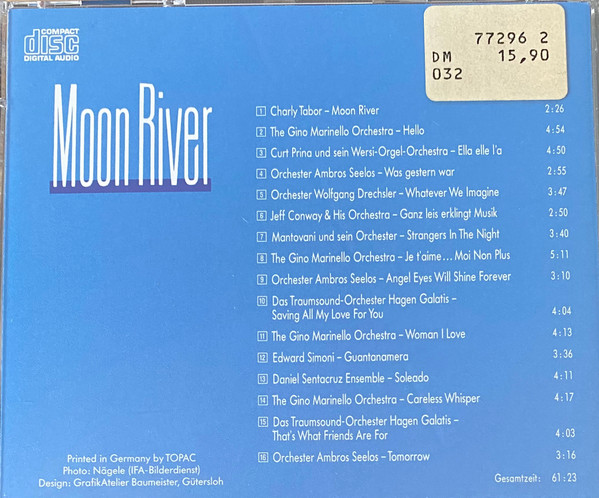 COMPACT
disc
DIGITAL AUDIO
77296 2
DM 15,90
032
Moon River
1 Charly Tabor – Moon River 2:26
2 The Gino Marinello Orchestra – Hello 4:54
3 Curt Prina und sein Wersi-Orgel-Orchestra – Ella elle l'a 4:50
4 Orchester Ambros Seelos – Was gestern war 2:55
5 Orchester Wolfgang Drechsler – Whatever We Imagine 3:47
6 Jeff Conway & His Orchestra – Ganz leis erklingt Musik 2:50
7 Mantovani und sein Orchester – Strangers In The Night 3:40
8 The Gino Marinello Orchestra – Je t'aime... Moi Non Plus 5:11
9 Orchester Ambros Seelos – Angel Eyes Will Shine Forever 3:10
10 Das Traumsound-Orchester Hagen Galatis –
Saving All My Love For You 4:04
11 The Gino Marinello Orchestra – Woman I Love 4:13
12 Edward Simoni – Guantanamera 3:36
13 Daniel Sentacruz Ensemble – Soleado 4:11
14 The Gino Marinello Orchestra – Careless Whisper 4:17
15 Das Traumsound-Orchester Hagen Galatis –
That's What Friends Are For 4:03
16 Orchester Ambros Seelos – Tomorrow 3:16
Gesamtzeit: 61:23
Printed in Germany by TOPAC
Photo: Nägele (IFA-Bilderdienst)
Design: GrafikAtelier Baumeister, Gütersloh